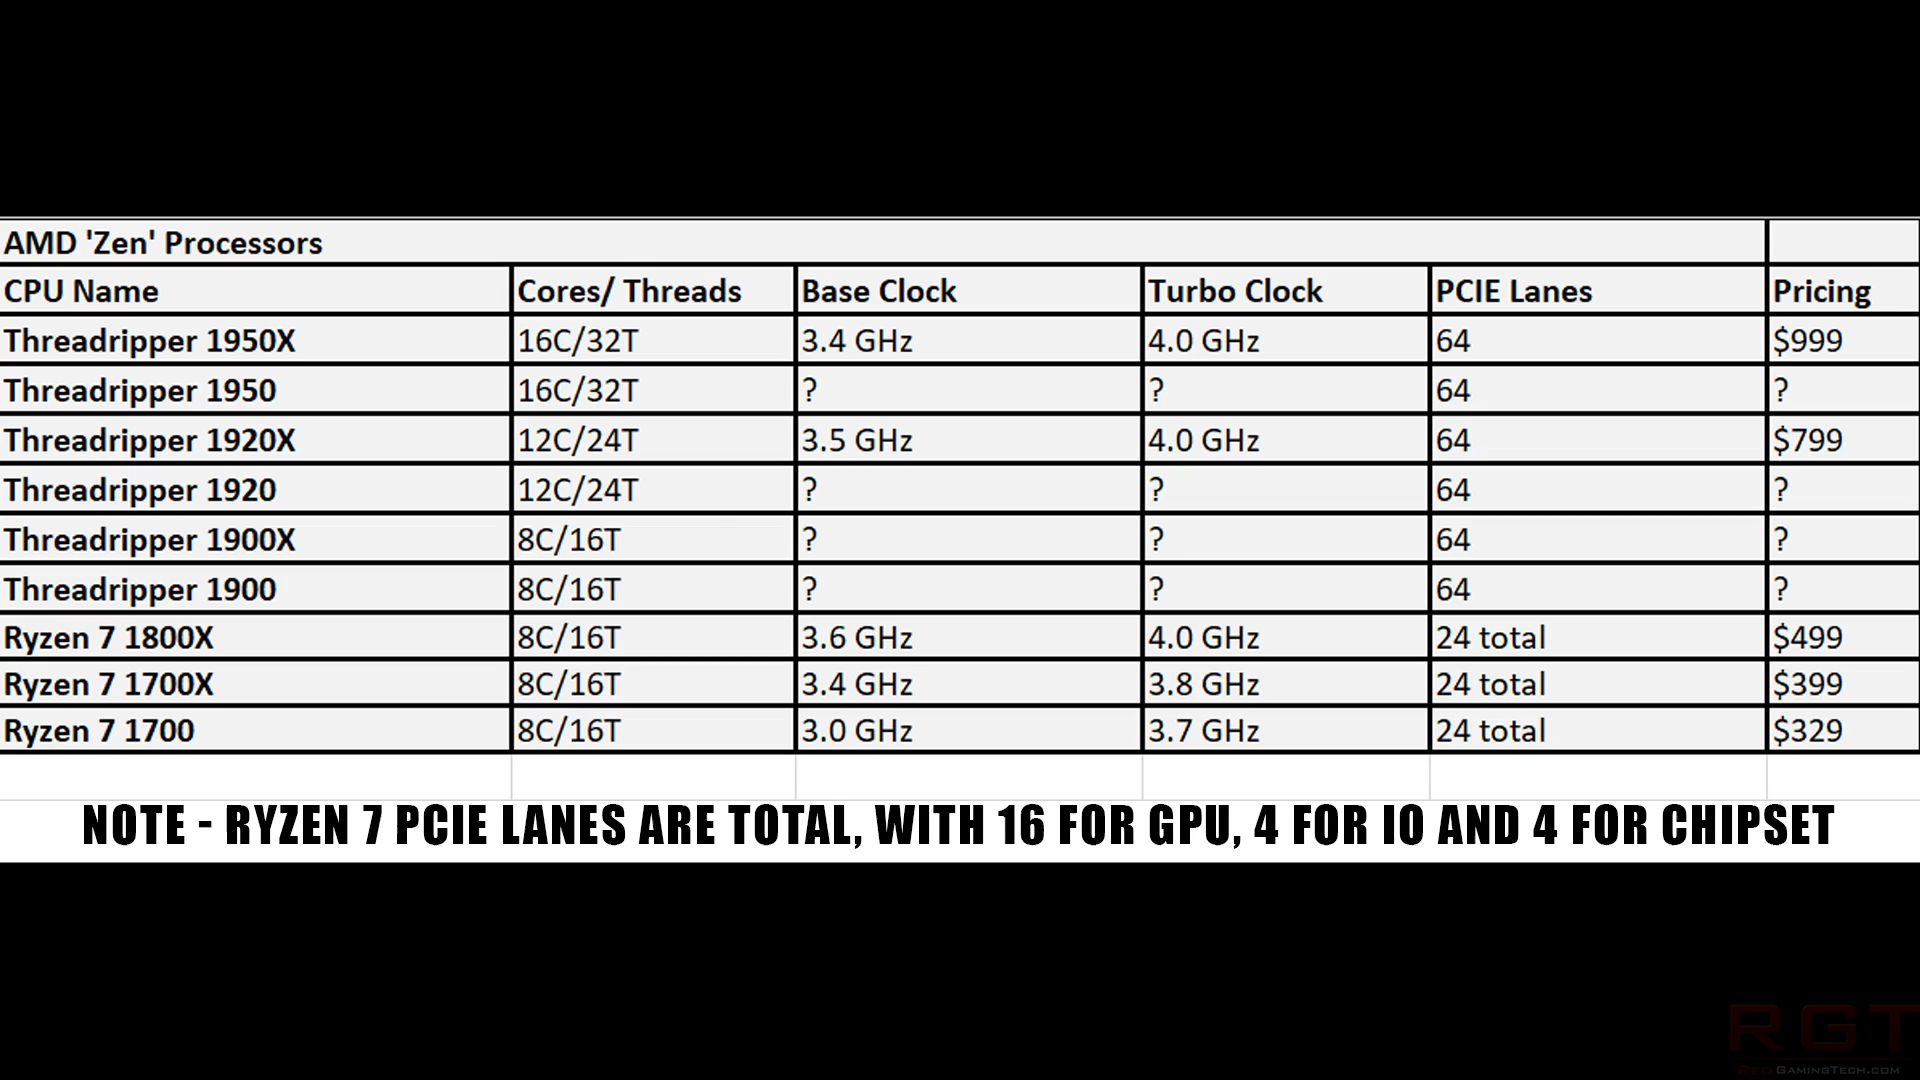 AMD 'Zen' Processors
CPU Name Cores/ Threads Base Clock Turbo Clock PCIE Lanes Pricing
Threadripper 1950X 16C/32T 3.4 GHz 4.0 GHz 64 $999
Threadripper 1950 16C/32T ? ? 64 ?
Threadripper 1920X 12C/24T 3.5 GHz 4.0 GHz 64 $799
Threadripper 1920 12C/24T ? ? 64 ?
Threadripper 1900X 8C/16T ? ? 64 ?
Threadripper 1900 8C/16T ? ? 64 ?
Ryzen 7 1800X 8C/16T 3.6 GHz 4.0 GHz 24 total $499
Ryzen 7 1700X 8C/16T 3.4 GHz 3.8 GHz 24 total $399
Ryzen 7 1700 8C/16T 3.0 GHz 3.7 GHz 24 total $329
NOTE - RYZEN 7 PCIE LANES ARE TOTAL, WITH 16 FOR GPU, 4 FOR IO AND 4 FOR CHIPSET
RGT
REDGAMINGTECH.COM